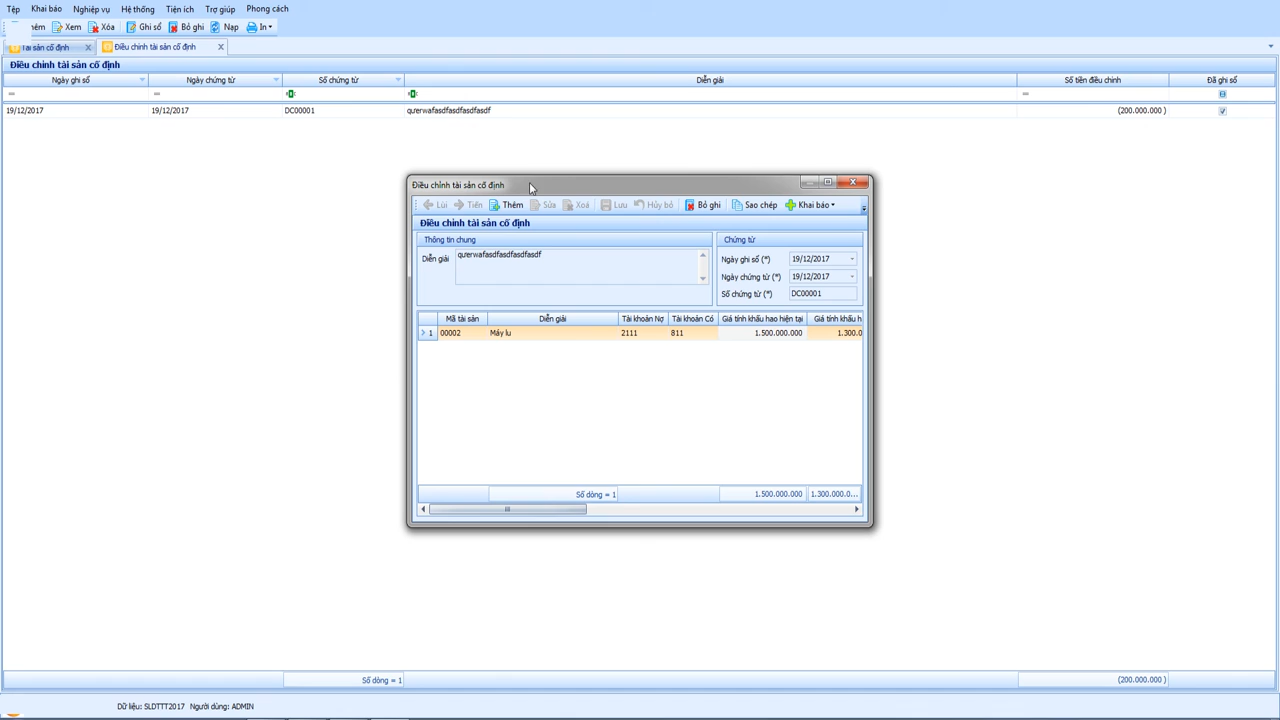 Tệp Khai báo Nghiệp vụ Hệ thống Tiện ích Trợ giúp Phong cách
Xem Xóa Ghi sổ Bỏ ghi Nạp In
Tài sản cố định Điều chỉnh tài sản cố định
Điều chỉnh tài sản cố định
Ngày ghi sổ Ngày chứng từ Số chứng từ Diễn giải Số tiền điều chỉnh Đã ghi sổ
19/12/2017 19/12/2017 DC00001 qưerwafasdfasdfasdfasdf (200.000.000 )
Điều chỉnh tài sản cố định
Lùi Tiến Thêm Sửa Xoá Lưu Hủy bỏ Bỏ ghi Sao chép Khai báo
Điều chỉnh tài sản cố định
Thông tin chung
Diễn giải qưerwafasdfasdfasdfasdf
Chứng từ
Ngày ghi sổ (*) 19/12/2017
Ngày chứng từ (*) 19/12/2017
Số chứng từ (*) DC00001
Mã tài sản Diễn giải Tài khoản Nợ Tài khoản Có Giá tính khấu hao hiện tại Giá tính khấu h
1 00002 Máy lu 2111 811 1.500.000.000 1.300.0
Số dòng = 1 1.500.000.000 1.300.000.0...
Số dòng = 1 (200.000.000 )
Dữ liệu: SLDTTT2017 Người dùng: ADMIN